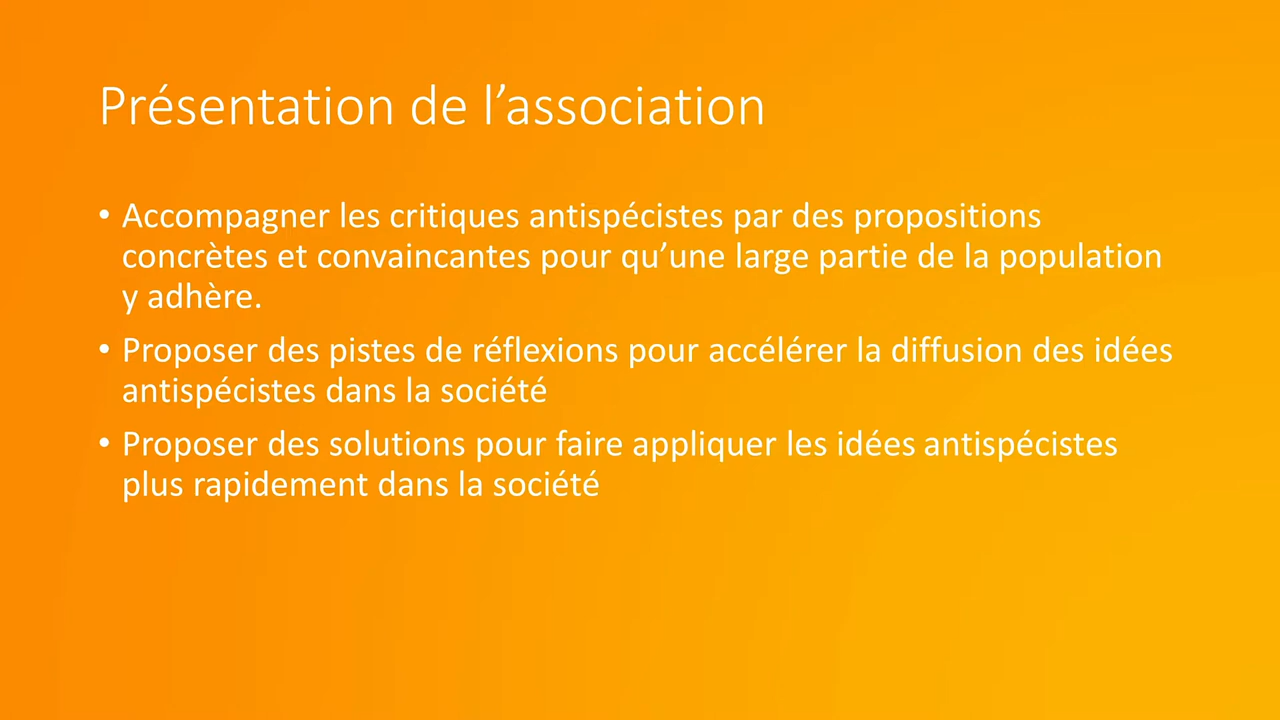 Présentation de l’association
• Accompagner les critiques antispécistes par des propositions
concrètes et convaincantes pour qu’une large partie de la population
y adhère.
• Proposer des pistes de réflexions pour accélérer la diffusion des idées
antispécistes dans la société
• Proposer des solutions pour faire appliquer les idées antispécistes
plus rapidement dans la société